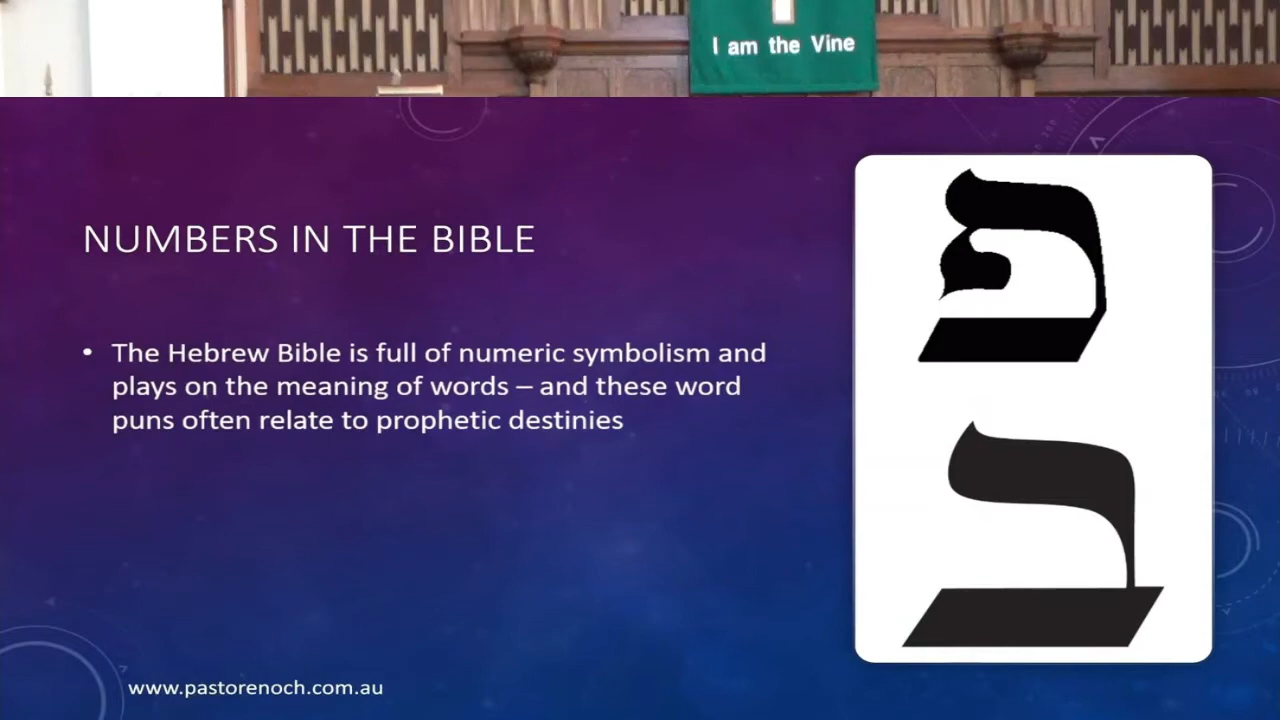 I am the Vine
NUMBERS IN THE BIBLE
• The Hebrew Bible is full of numeric symbolism and
plays on the meaning of words – and these word
puns often relate to prophetic destinies
פ
ב
www.pastorenoch.com.au